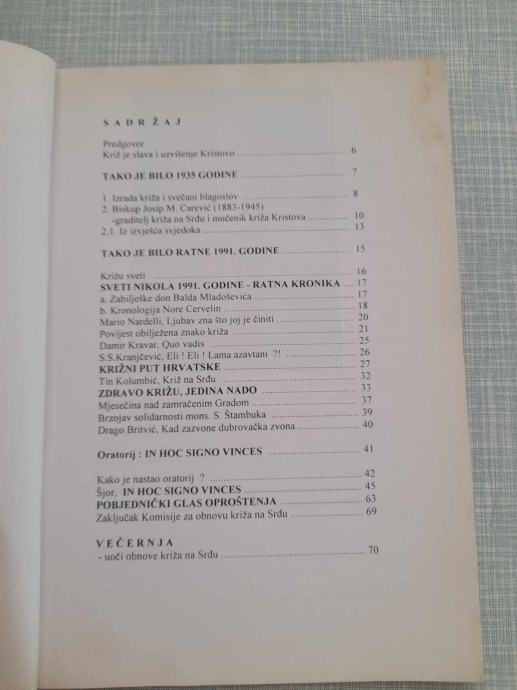 SADRŽAJ
Predgovor
Križ je slava i uzvišenje Kristovo ........ 6
TAKO JE BILO 1935 GODINE ........ 7
1. Izrada križa i svečani blagoslov ........ 8
2. Biskup Josip M. Carević (1883-1945)
-graditelj križa na Srđu i mučenik križa Kristova ........ 10
2.1. Iz izvješća svjedoka ........ 13
TAKO JE BILO RATNE 1991. GODINE ........ 15
Križu sveti ........ 16
SVETI NIKOLA 1991. GODINE - RATNA KRONIKA .... 17
a. Zabilješke don Balda Mladoševića ........ 17
b. Kronologija Nore Cervelin ........ 18
Mario Nardelli, Ljubav zna što joj je činiti ........ 20
Povijest obilježena znako križa ........ 21
Damir Kravar, Quo vadis ........ 25
S.S.Kranjčević, Eli ! Eli ! Lama azavtani ?! ........ 26
KRIŽNI PUT HRVATSKE ........ 27
Tin Kolumbić, Križ na Srđu ........ 32
ZDRAVO KRIŽU, JEDINA NADO ........ 33
Mjesečina nad zamračenim Gradom ........ 37
Brzojav solidarnosti mons. S. Štambuka ........ 39
Drago Britvić, Kad zazvone dubrovačka zvona ........ 40
Oratorij : IN HOC SIGNO VINCES ........ 41
Kako je nastao oratorij ? ........ 42
Šjor, IN HOC SIGNO VINCES ........ 45
POBJEDNIČKI GLAS OPROŠTENJA ........ 63
Zaključak Komisije za obnovu križa na Srđu ........ 69
VEČERNJA
- uoči obnove križa na Srđu ........ 70